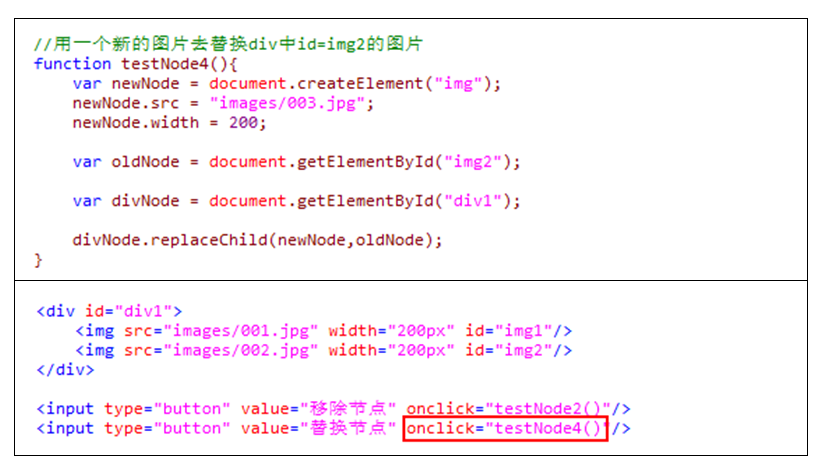 //用一个新的图片去替换div中id=img2的图片
function testNode4(){
    var newNode = document.createElement("img");
    newNode.src = "images/003.jpg";
    newNode.width = 200;
    var oldNode = document.getElementById("img2");
    var divNode = document.getElementById("div1");
    divNode.replaceChild(newNode,oldNode);
}
<div id="div1">
    <img src="images/001.jpg" width="200px" id="img1"/>
    <img src="images/002.jpg" width="200px" id="img2"/>
</div>
<input type="button" value="移除节点" onclick="testNode2()"/>
<input type="button" value="替换节点" onclick="testNode4()"/>